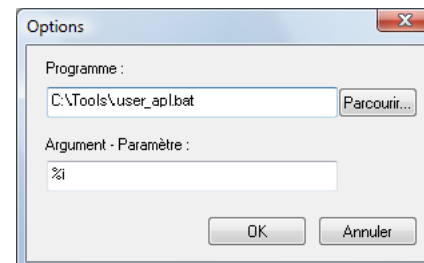 Options
Programme :
C:\Tools\user_apl.bat
Parcourir...
Argument - Paramètre :
%i
OK
Annuler